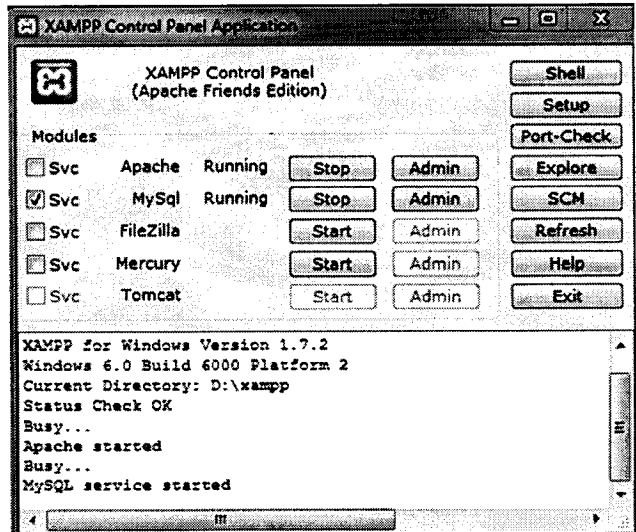 XAMPP Control Panel Application
XAMPP Control Panel
(Apache Friends Edition)
Shell
Setup
Modules
Port-Check
Svc Apache Running Stop Admin Explore
Svc MySql Running Stop Admin SCM
Svc FileZilla Start Admin Refresh
Svc Mercury Start Admin Help
Svc Tomcat Start Admin Exit
XAMPP for Windows Version 1.7.2
Windows 6.0 Build 6000 Platform 2
Current Directory: D:\xampp
Status Check OK
Busy...
Apache started
Busy...
MySQL service started